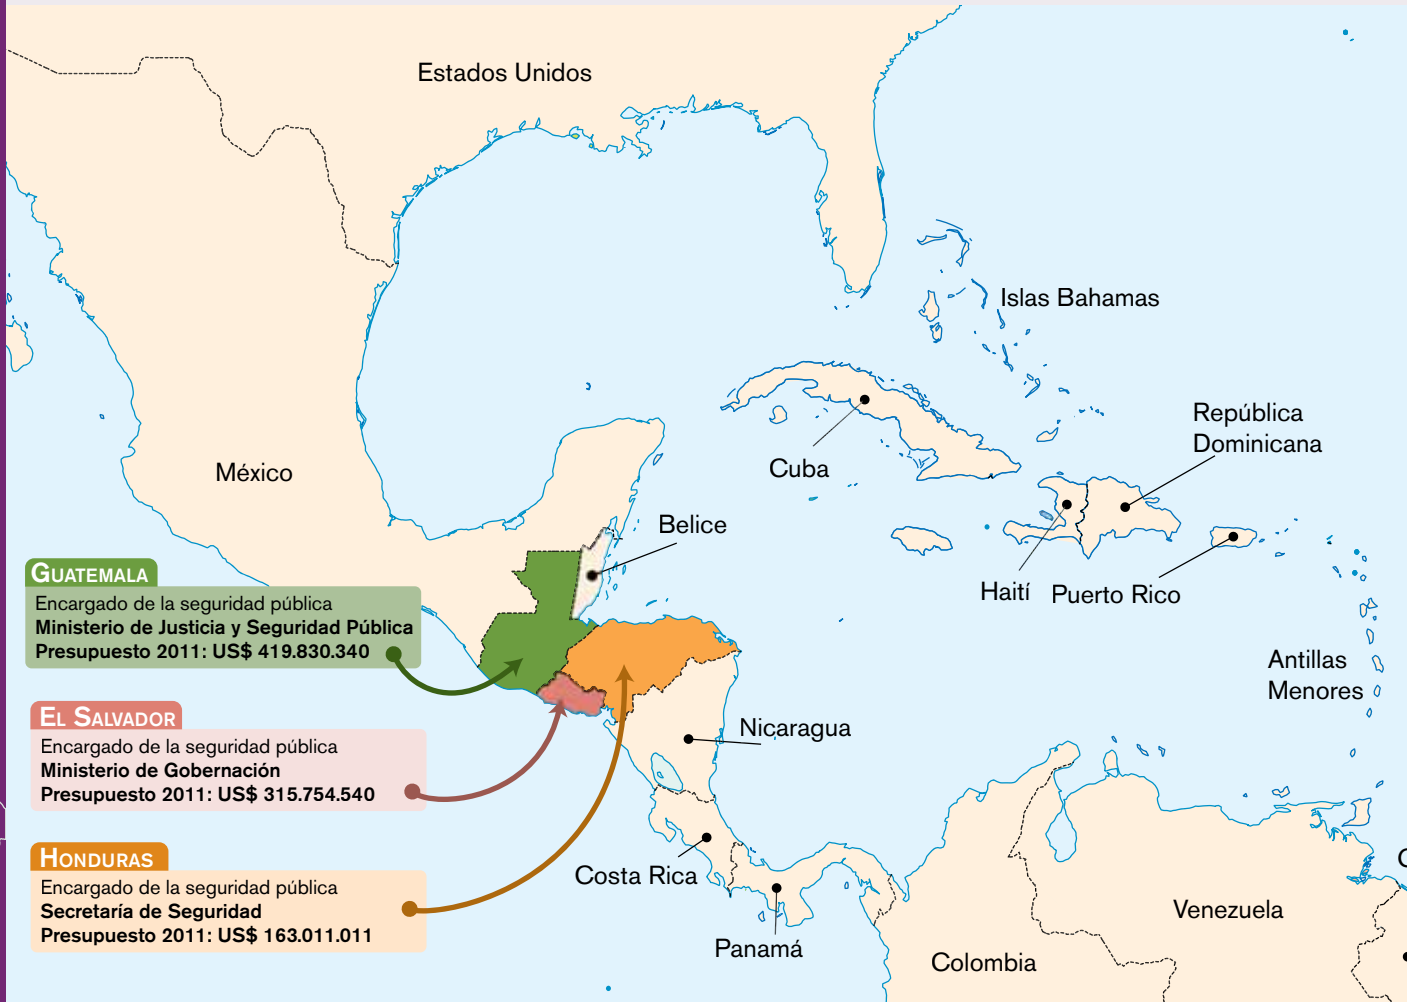 Estados Unidos
Islas Bahamas
República
Dominicana
Cuba
México
Belice
Haití
Puerto Rico
GUATEMALA
Encargado de la seguridad pública
Ministerio de Justicia y Seguridad Pública
Presupuesto 2011: US$ 419.830.340
Antillas
Menores
EL SALVADOR
Encargado de la seguridad pública
Ministerio de Gobernación
Presupuesto 2011: US$ 315.754.540
Nicaragua
HONDURAS
Encargado de la seguridad pública
Secretaría de Seguridad
Presupuesto 2011: US$ 163.011.011
Costa Rica
Panamá
Venezuela
Colombia